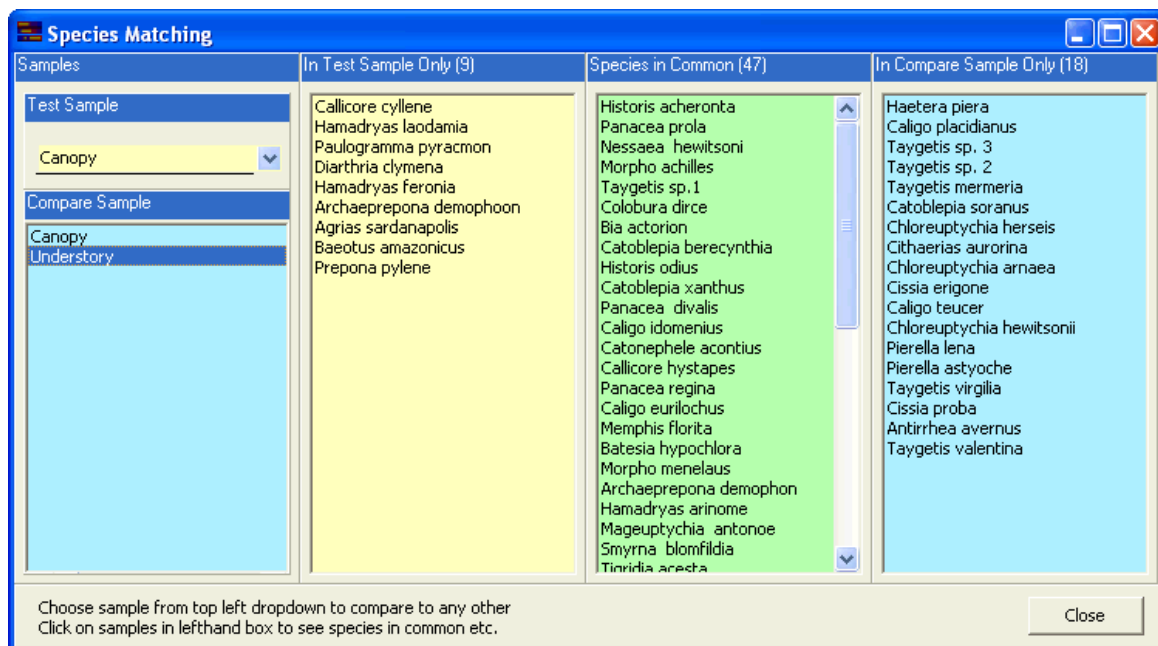 Species Matching
Samples
Test Sample
Canopy
Compare Sample
Canopy
Understory
In Test Sample Only (9)
Callicore cyllene
Hamadryas laodamia
Paulogramma pyracmon
Diarthria clymena
Hamadryas feronia
Archaeprepona demophoon
Agrias sardanapolis
Baeotus amazonicus
Prepona pylene
Species in Common (47)
Historis acheronta
Panacea prola
Nessaea  hewitsoni
Morpho achilles
Taygetis sp.1
Colobura dirce
Bia actorion
Catoblepia berecynthia
Historis odius
Catoblepia xanthus
Panacea  divalis
Caligo idomenius
Catonephele acontius
Callicore hystapes
Panacea regina
Caligo eurilochus
Memphis florita
Batesia hypochlora
Morpho menelaus
Archaeprepona demophon
Hamadryas arinome
Mageuptychia  antonoe
Smyrna  blomfildia
Tigridia acesta
In Compare Sample Only (18)
Haetera piera
Caligo placidianus
Taygetis sp. 3
Taygetis sp. 2
Taygetis mermeria
Catoblepia soranus
Chloreuptychia herseis
Cithaerias aurorina
Chloreuptychia arnaea
Cissia erigone
Caligo teucer
Chloreuptychia hewitsonii
Pierella lena
Pierella astyoche
Taygetis virgilia
Cissia proba
Antirrhea avernus
Taygetis valentina
Choose sample from top left dropdown to compare to any other
Click on samples in lefthand box to see species in common etc.
Close